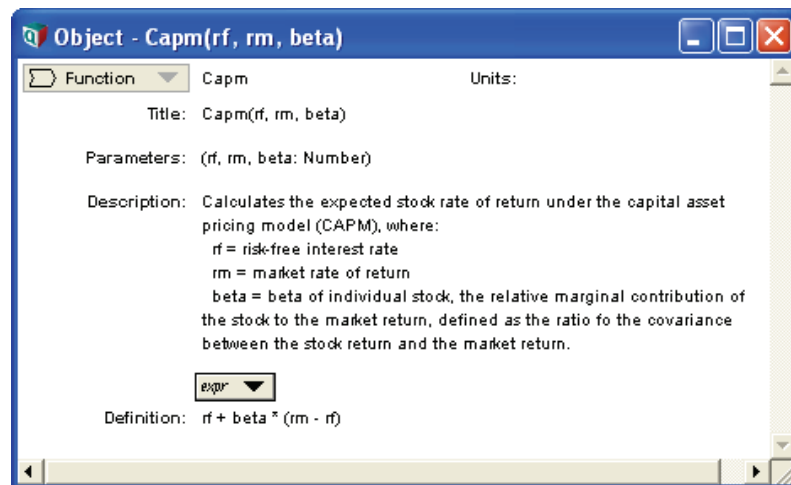 Object - Capm(rf, rm, beta)
Function Capm Units:
Title: Capm(rf, rm, beta)
Parameters: (rf, rm, beta: Number)
Description: Calculates the expected stock rate of return under the capital asset
pricing model (CAPM), where:
rf = risk-free interest rate
rm = market rate of return
beta = beta of individual stock, the relative marginal contribution of
the stock to the market return, defined as the ratio fo the covariance
between the stock return and the market return.
expr
Definition: rf + beta * (rm - rf)